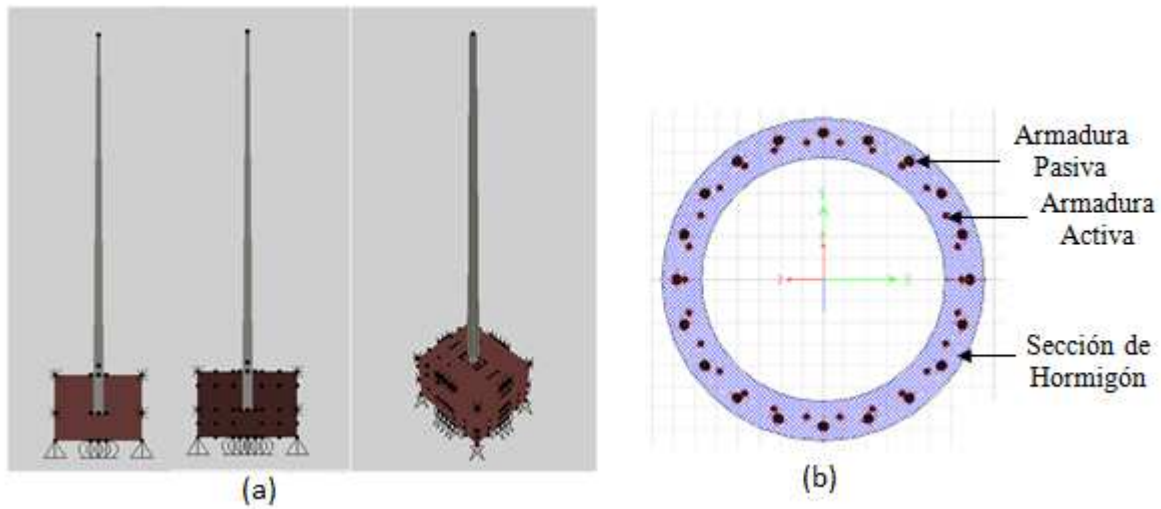 Armadura
Pasiva
Armadura
Activa
Sección de
Hormigón
(a)
(b)